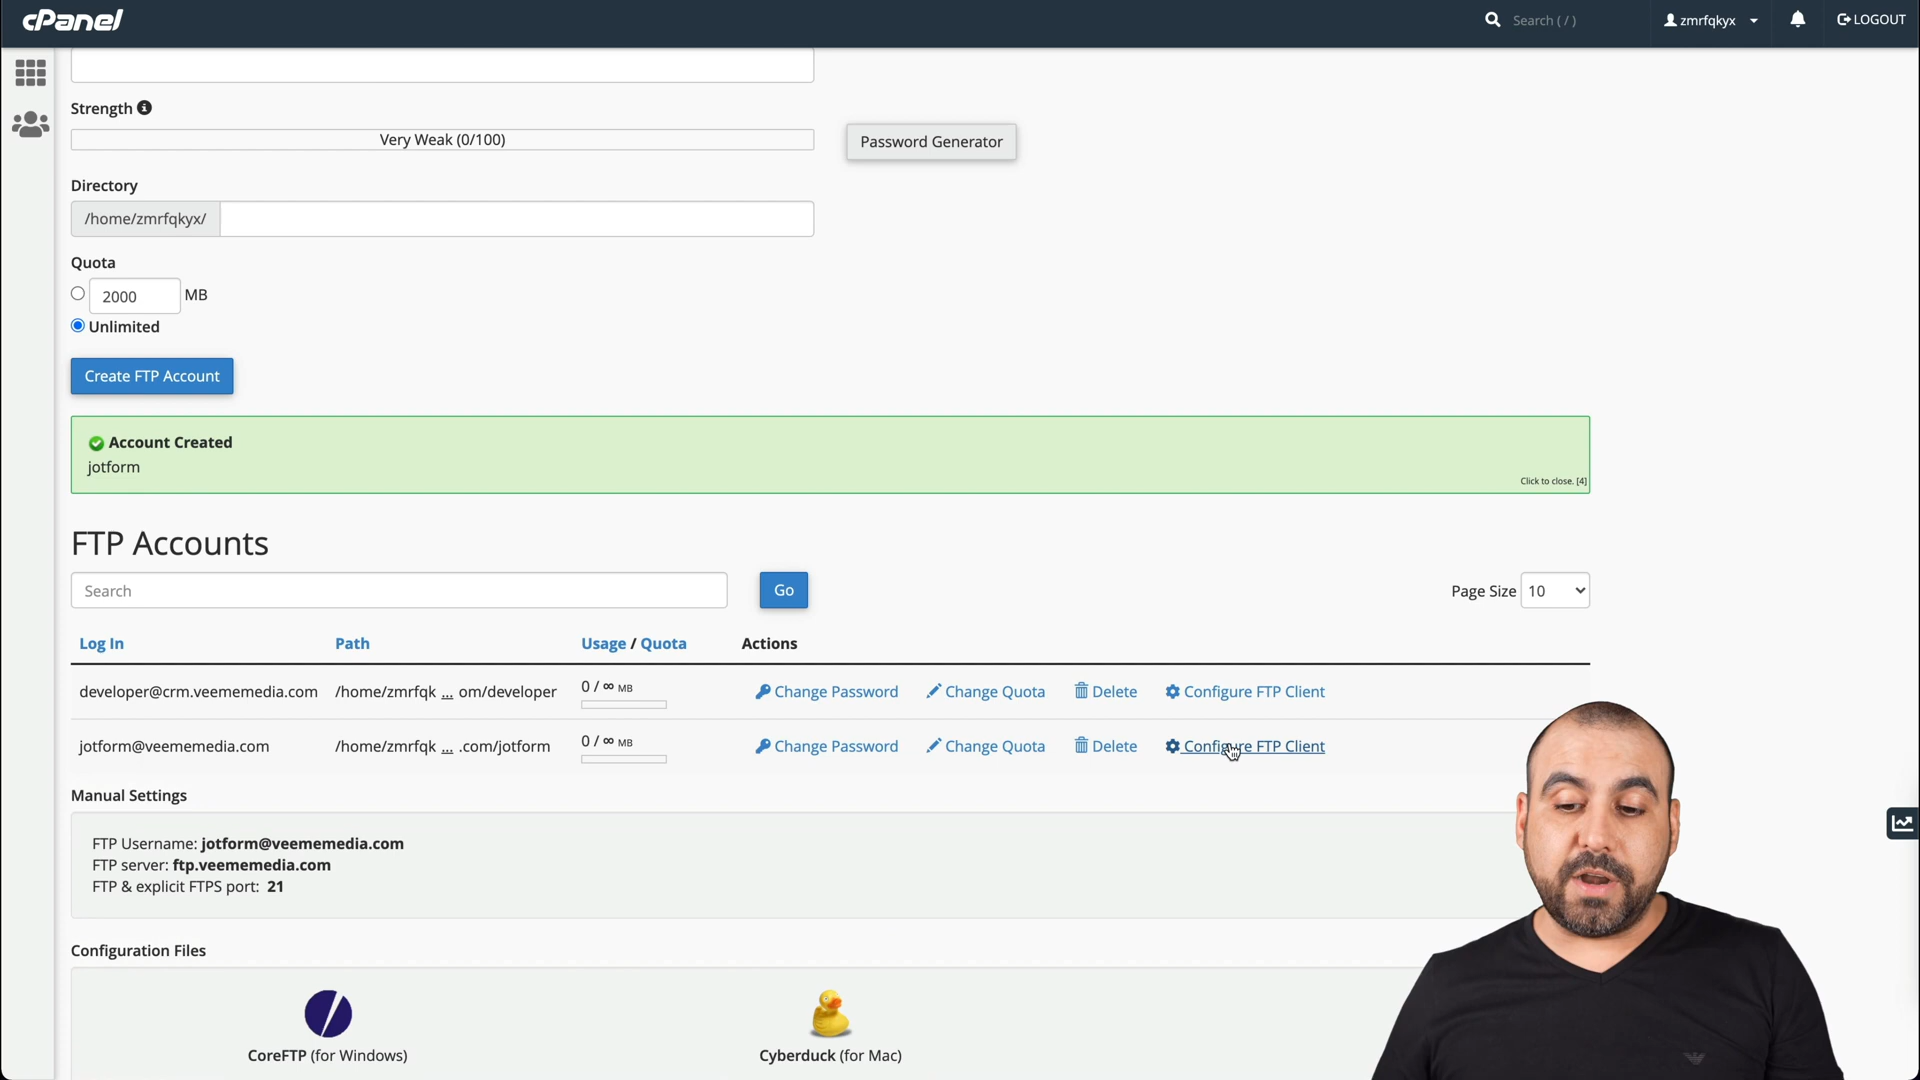 cPanel
Search ( / )
zmrfqkyx
LOGOUT
Strength
Very Weak (0/100)
Password Generator
Directory
/home/zmrfqkyx/
Quota
2000 MB
Unlimited
Create FTP Account
Account Created
jotform
Click to close. [4]
FTP Accounts
Search
Go
Page Size 10
Log In Path Usage / Quota Actions
developer@crm.veememedia.com /home/zmrfqk ... om/developer 0 / ∞ MB Change Password Change Quota Delete Configure FTP Client
jotform@veememedia.com /home/zmrfqk ... .com/jotform 0 / ∞ MB Change Password Change Quota Delete Configure FTP Client
Manual Settings
FTP Username: jotform@veememedia.com
FTP server: ftp.veememedia.com
FTP & explicit FTPS port: 21
Configuration Files
CoreFTP (for Windows)
Cyberduck (for Mac)